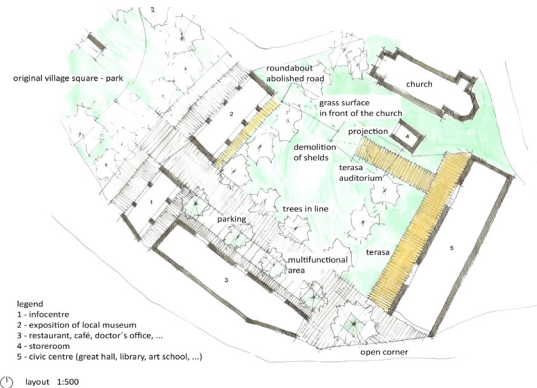 original village square - park
roundabout
abolished road
church
grass surface
in front of the church
2
projection
4
demolition
of shelds
terasa
auditorium
1
trees in line
parking
multifunctional
area
terasa
5
3
open corner
legend
1 - infocentre
2 - exposition of local museum
3 - restaurant, café, doctor´s office, ...
4 - storeroom
5 - civic centre (great hall, library, art school, ...)
layout 1:500